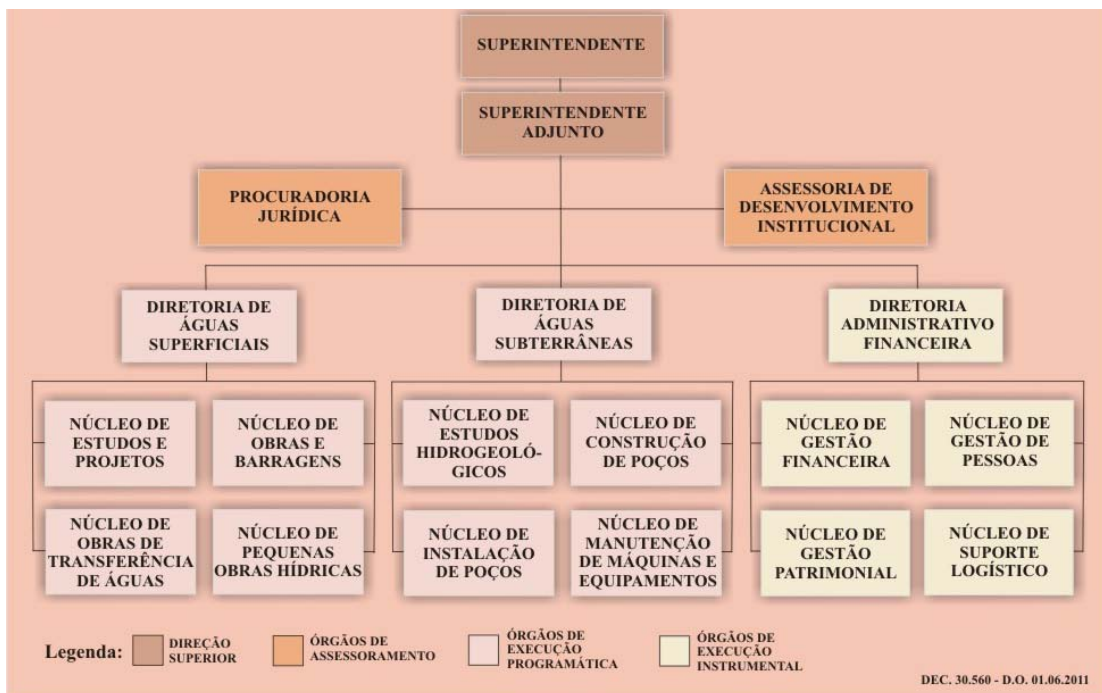 SUPERINTENDENTE
SUPERINTENDENTE
ADJUNTO
PROCURADORIA
JURÍDICA
ASSESSORIA DE
DESENVOLVIMENTO
INSTITUCIONAL
DIRETORIA DE
ÁGUAS
SUPERFICIAIS
DIRETORIA DE
ÁGUAS
SUBTERRÂNEAS
DIRETORIA
ADMINISTRATIVO
FINANCEIRA
NÚCLEO DE
ESTUDOS E
PROJETOS
NÚCLEO DE
OBRAS E
BARRAGENS
NÚCLEO DE
ESTUDOS
HIDROGEOLÓ-
GICOS
NÚCLEO DE
CONSTRUÇÃO
DE POÇOS
NÚCLEO DE
GESTÃO
FINANCEIRA
NÚCLEO DE
GESTÃO DE
PESSOAS
NÚCLEO DE
OBRAS DE
TRANSFERÊNCIA
DE ÁGUAS
NÚCLEO DE
PEQUENAS
OBRAS HÍDRICAS
NÚCLEO DE
INSTALAÇÃO
DE POÇOS
NÚCLEO DE
MANUTENÇÃO
DE MÁQUINAS E
EQUIPAMENTOS
NÚCLEO DE
GESTÃO
PATRIMONIAL
NÚCLEO DE
SUPORTE
LOGÍSTICO
Legenda:
DIREÇÃO
SUPERIOR
ÓRGÃOS DE
ASSESSORAMENTO
ÓRGÃOS DE
EXECUÇÃO
PROGRAMÁTICA
ÓRGÃOS DE
EXECUÇÃO
INSTRUMENTAL
DEC. 30.560 - D.O. 01.06.2011